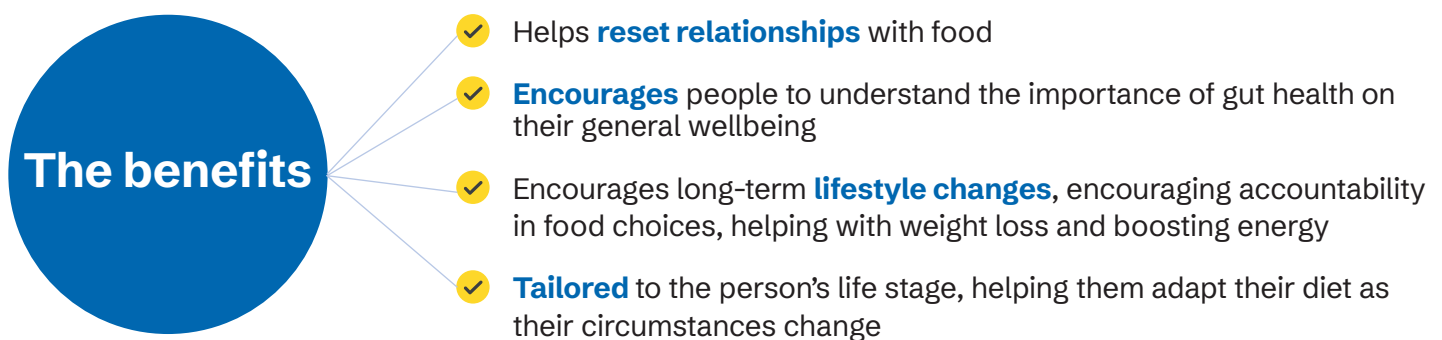 The benefits
Helps reset relationships with food
Encourages people to understand the importance of gut health on
their general wellbeing
Encourages long-term lifestyle changes, encouraging accountability
in food choices, helping with weight loss and boosting energy
Tailored to the person’s life stage, helping them adapt their diet as
their circumstances change